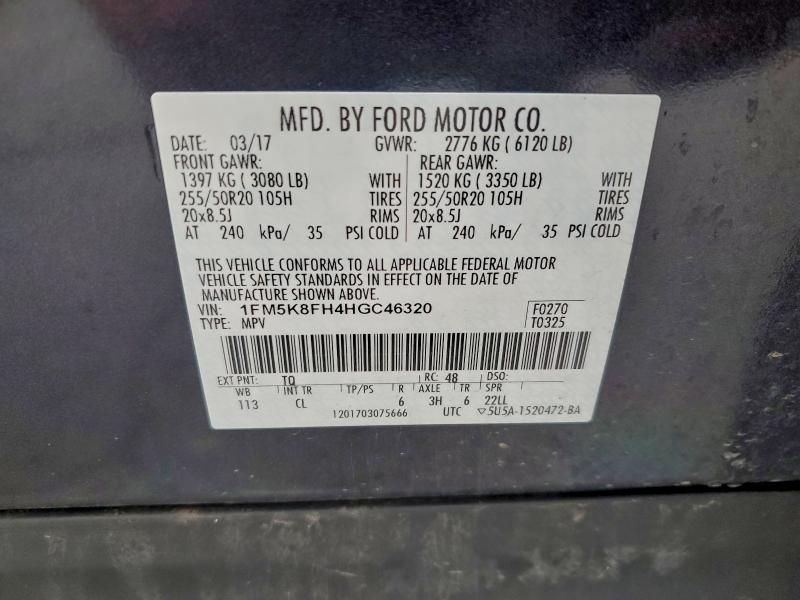 MFD. BY FORD MOTOR CO.
DATE: 03/17 GVWR: 2776 KG ( 6120 LB)
FRONT GAWR: REAR GAWR:
1397 KG ( 3080 LB) WITH 1520 KG ( 3350 LB) WITH
255/50R20 105H TIRES 255/50R20 105H TIRES
20x8.5J RIMS 20x8.5J RIMS
AT 240 kPa/ 35 PSI COLD AT 240 kPa/ 35 PSI COLD
THIS VEHICLE CONFORMS TO ALL APPLICABLE FEDERAL MOTOR
VEHICLE SAFETY STANDARDS IN EFFECT ON THE DATE OF
MANUFACTURE SHOWN ABOVE.
VIN: 1FM5K8FH4HGC46320 F0270
TYPE: MPV T0325
EXT PNT: TQ RC: 48 DSO:
WB INT TR TP/PS R AXLE TR SPR
113 CL 6 3H 6 22LL
1201703075666 UTC ▽5U5A-1520472-BA